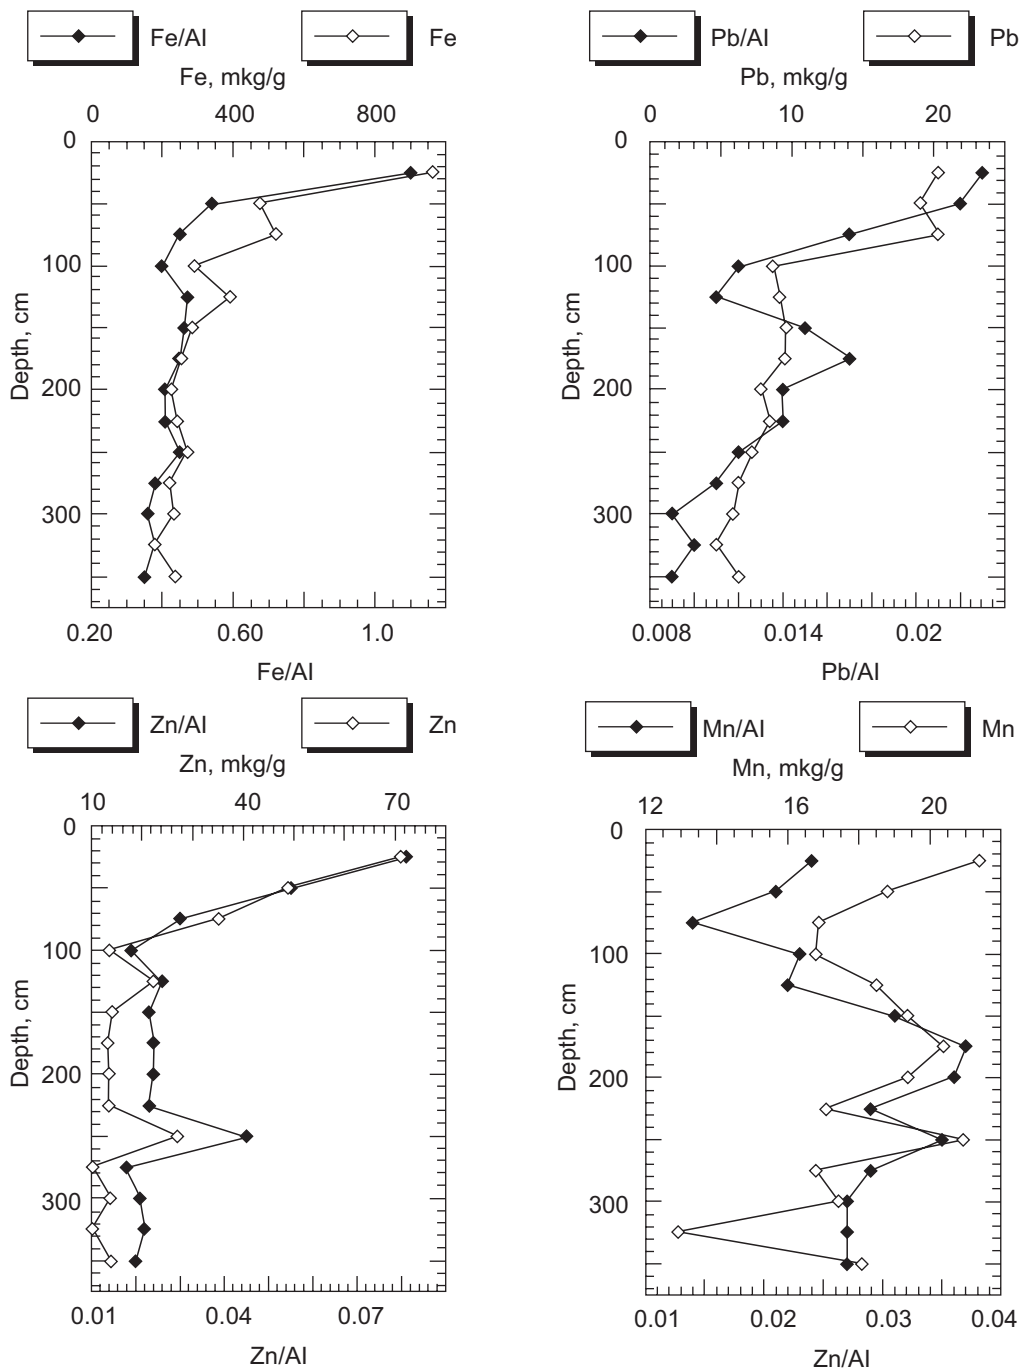 Fe/Al Fe
Fe, mkg/g
0 400 800
0
100
200
300
Depth, cm
0.20 0.60 1.0
Fe/Al
Pb/Al Pb
Pb, mkg/g
0 10 20
0
100
200
300
Depth, cm
0.008 0.014 0.02
Pb/Al
Zn/Al Zn
Zn, mkg/g
10 40 70
0
100
200
300
Depth, cm
0.01 0.04 0.07
Zn/Al
Mn/Al Mn
Mn, mkg/g
12 16 20
0
100
200
300
Depth, cm
0.01 0.02 0.03 0.04
Zn/Al